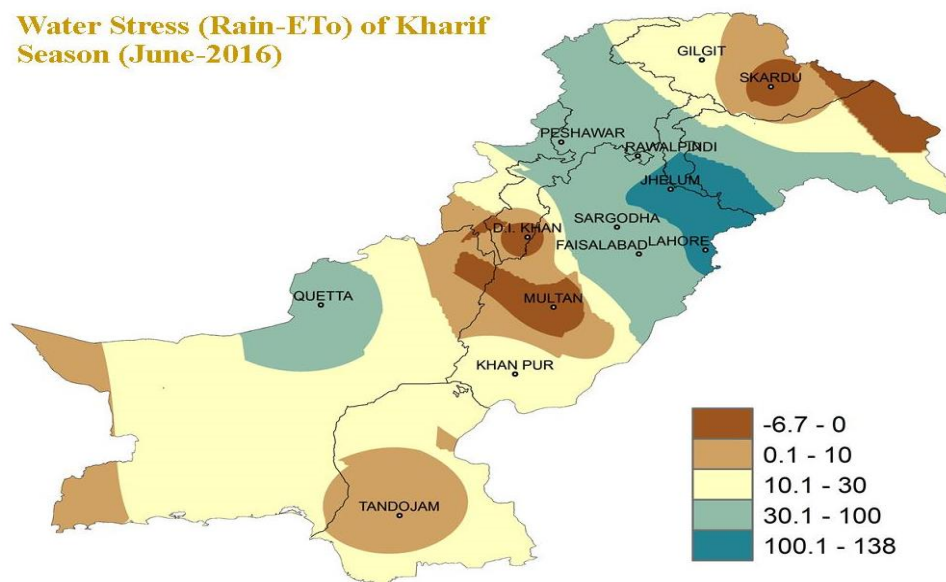 Water Stress (Rain-ETo) of Kharif
Season (June-2016)
GILGIT
SKARDU
PESHAWAR
RAWALPINDI
JHELUM
SARGODHA
D.I. KHAN
FAISALABAD
LAHORE
QUETTA
MULTAN
KHAN PUR
TANDOJAM
-6.7 - 0
0.1 - 10
10.1 - 30
30.1 - 100
100.1 - 138